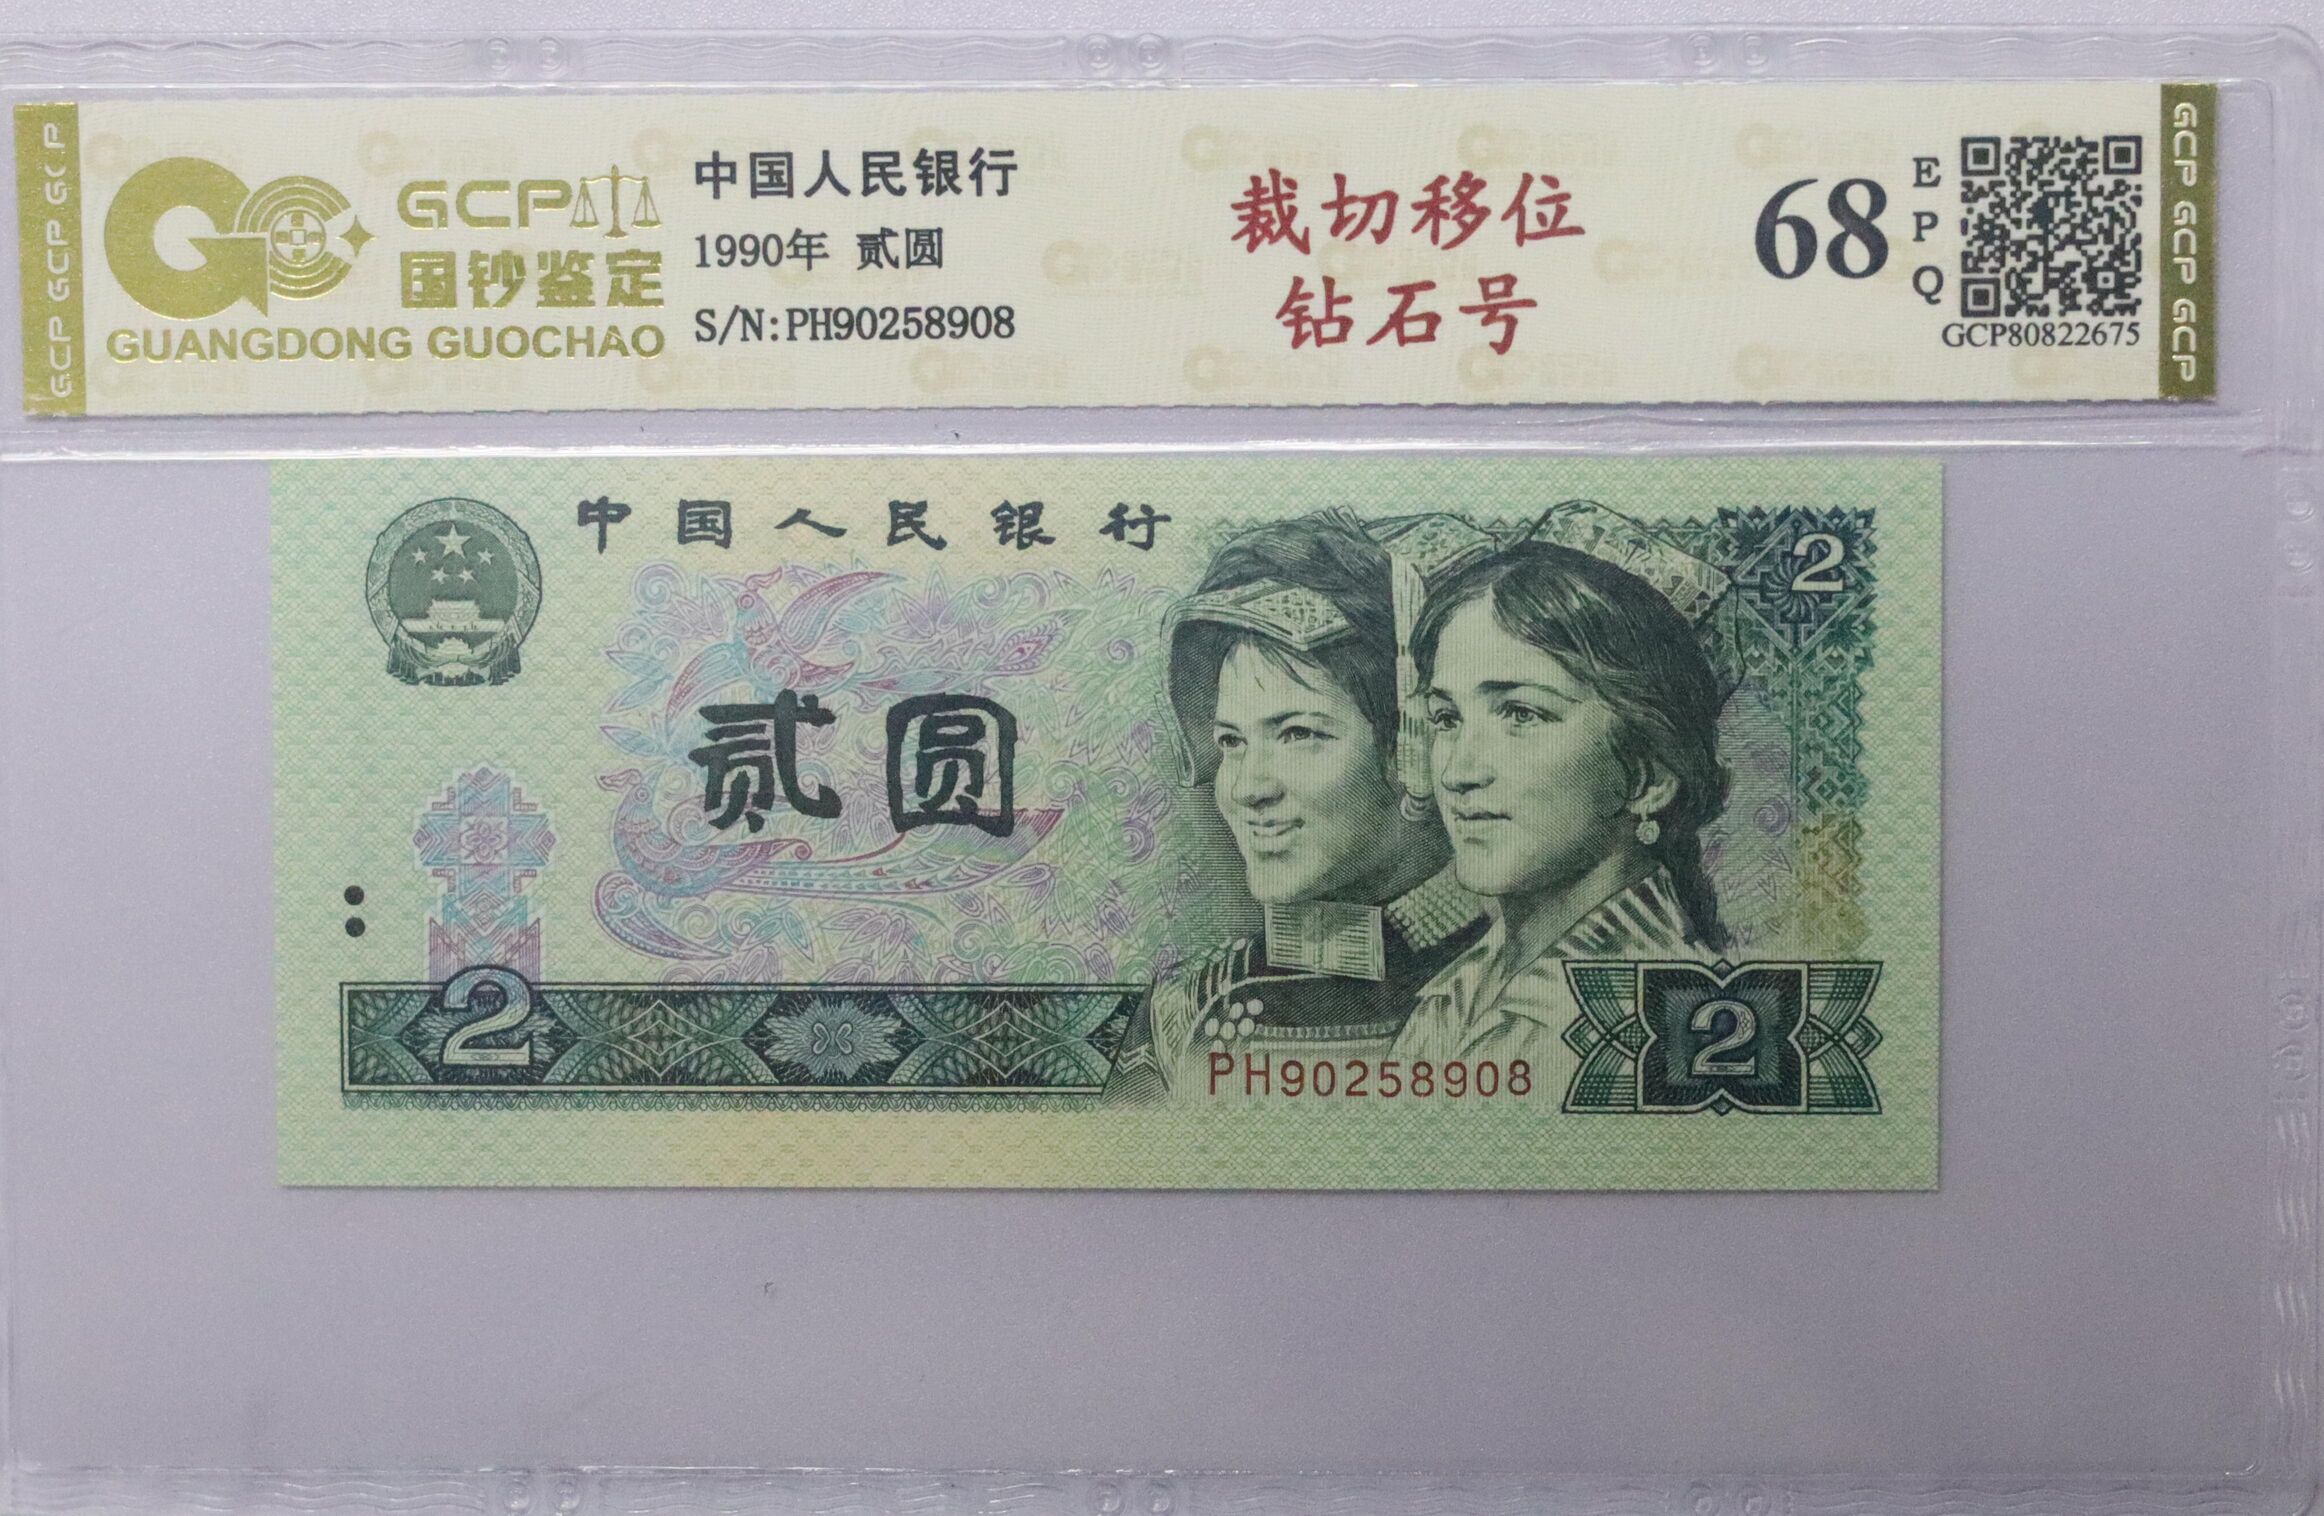 GCP GCP GC.P
GCP
国钞鉴定
GUANGDONG GUOCHAO
中国人民银行
1990年 贰圆
S/N:PH90258908
裁切移位
钻石号
68
E
P
Q
GCP80822675
GCP GCP GCP
中国人民银行
2
贰圆
2
2
PH90258908